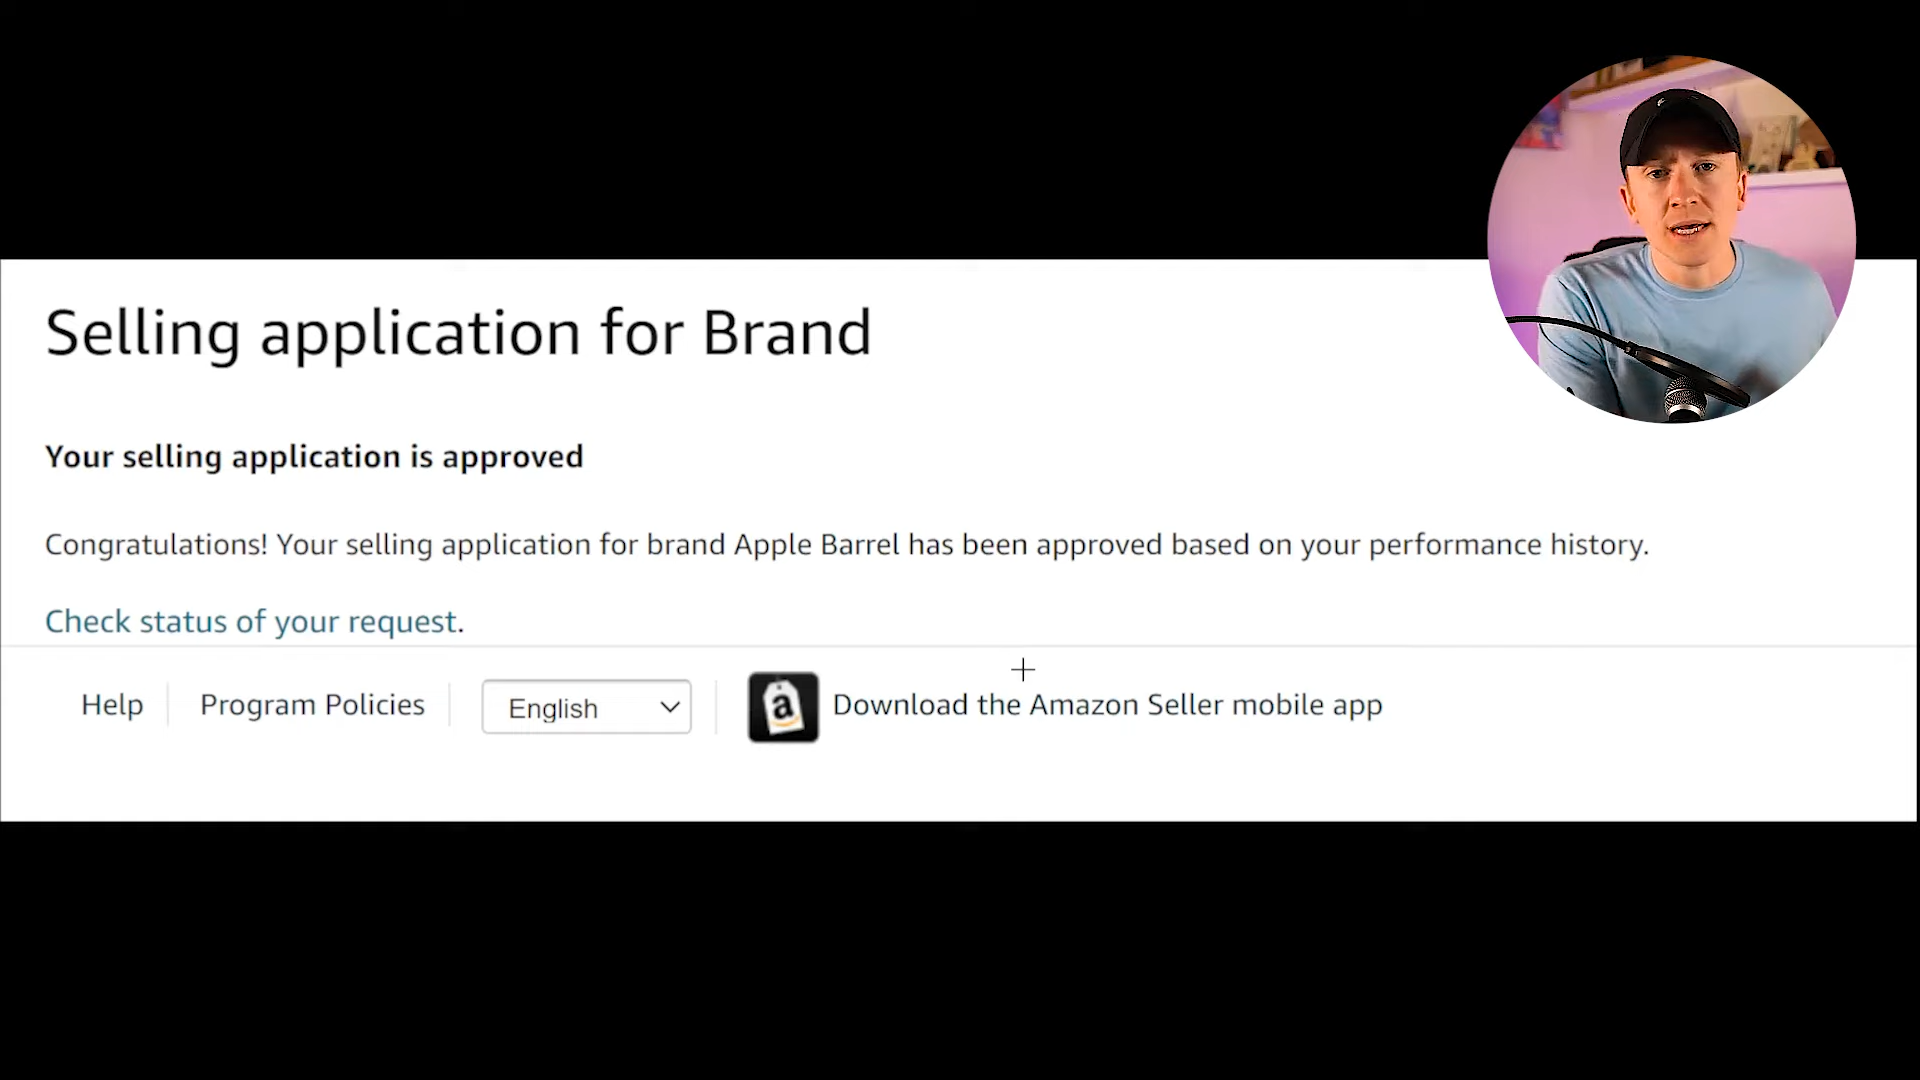 Selling application for Brand
Your selling application is approved
Congratulations! Your selling application for brand Apple Barrel has been approved based on your performance history.
Check status of your request.
Help
Program Policies
English
a
Download the Amazon Seller mobile app